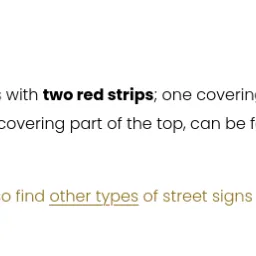 with two red strips; one covering
covering part of the top, can be
find other types of street signs